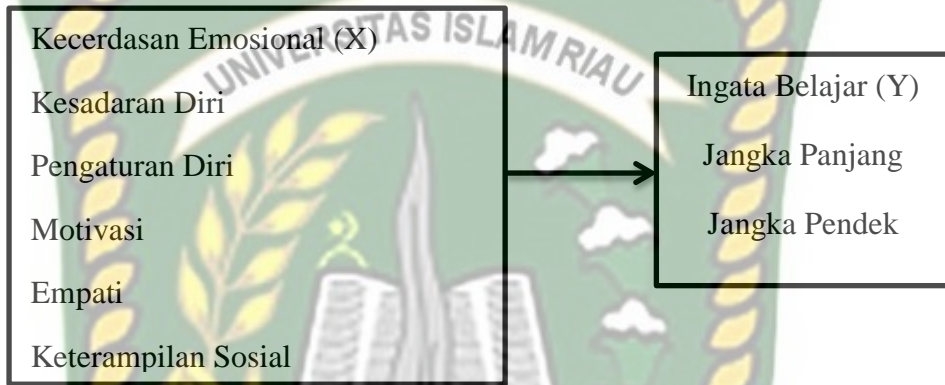 Kecerdasan Emosional (X)
Kesadaran Diri
Pengaturan Diri
Motivasi
Empati
Keterampilan Sosial
UNIVERSITAS ISLAM RIAU
Ingata Belajar (Y)
Jangka Panjang
Jangka Pendek